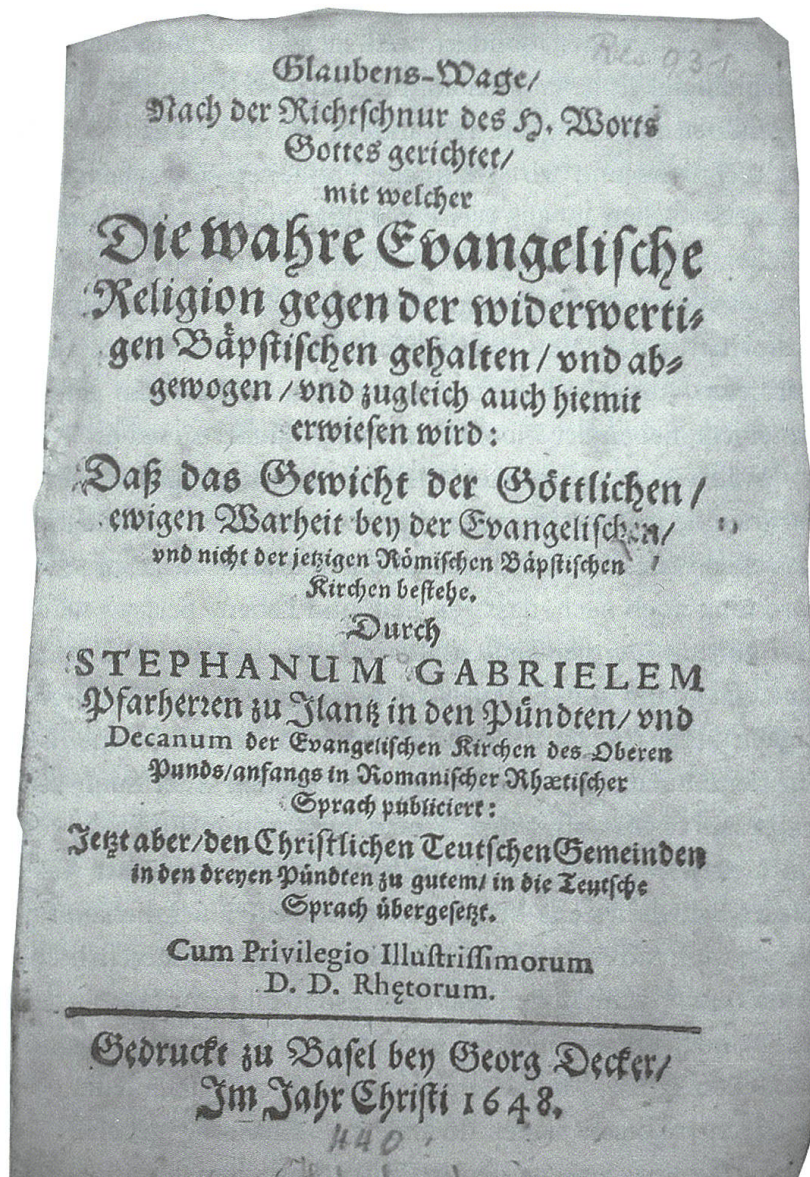 Res 931
Glaubens-Wage/
Nach der Richtschnur des H. Worts
Gottes gerichtet/
mit welcher
Die wahre Evangelische
Religion gegen der widerwerti-
gen Bäpstischen gehalten / vnd ab-
gewogen / vnd zugleich auch hiemit
erwiesen wird:
Daß das Gewicht der Göttlichen /
ewigen Warheit bey der Evangelischen/
vnd nicht der jetzigen Römischen Bäpstischen
Kirchen bestehe.
Durch
STEPHANUM GABRIELEM
Pfarherren zu Jlantz in den Pündten/ vnd
Decanum der Evangelischen Kirchen des Oberen
Punds/anfangs in Romanischer Rhætischer
Sprach publiciert:
Jetzt aber/den Christlichen Teutschen Gemeinden
in den dreyen Pündten zu gutem/ in die Teutsche
Sprach übergesetzt.
Cum Privilegio Illustrissimorum
D. D. Rhętorum.
Gedruckt zu Basel bey Georg Decker/
Im Jahr Christi 1648.
440